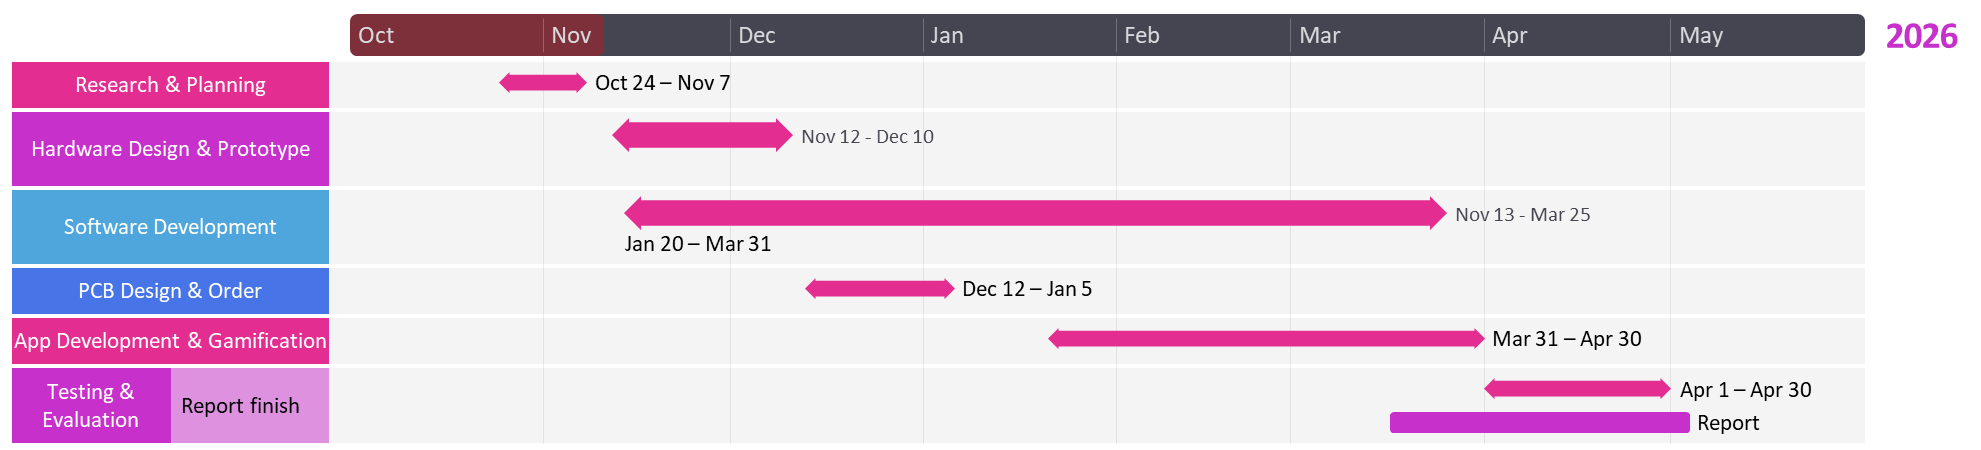 Oct Nov Dec Jan Feb Mar Apr May 2026
Research & Planning
Oct 24 – Nov 7
Hardware Design & Prototype
Nov 12 - Dec 10
Software Development
Nov 13 - Mar 25
Jan 20 – Mar 31
PCB Design & Order
Dec 12 – Jan 5
App Development & Gamification
Mar 31 – Apr 30
Testing &
Evaluation
Report finish
Apr 1 – Apr 30
Report